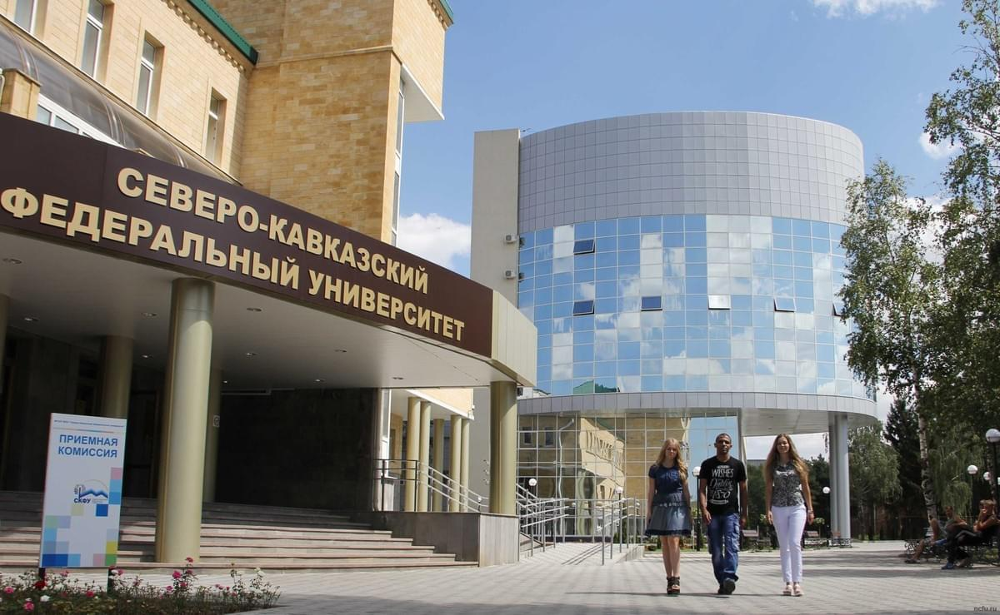 СЕВЕРО-КАВКАЗСКИЙ
ФЕДЕРАЛЬНЫЙ УНИВЕРСИТЕТ
ПРИЕМНАЯ
КОМИССИЯ
СКФУ
WISHES
ncfu.ru